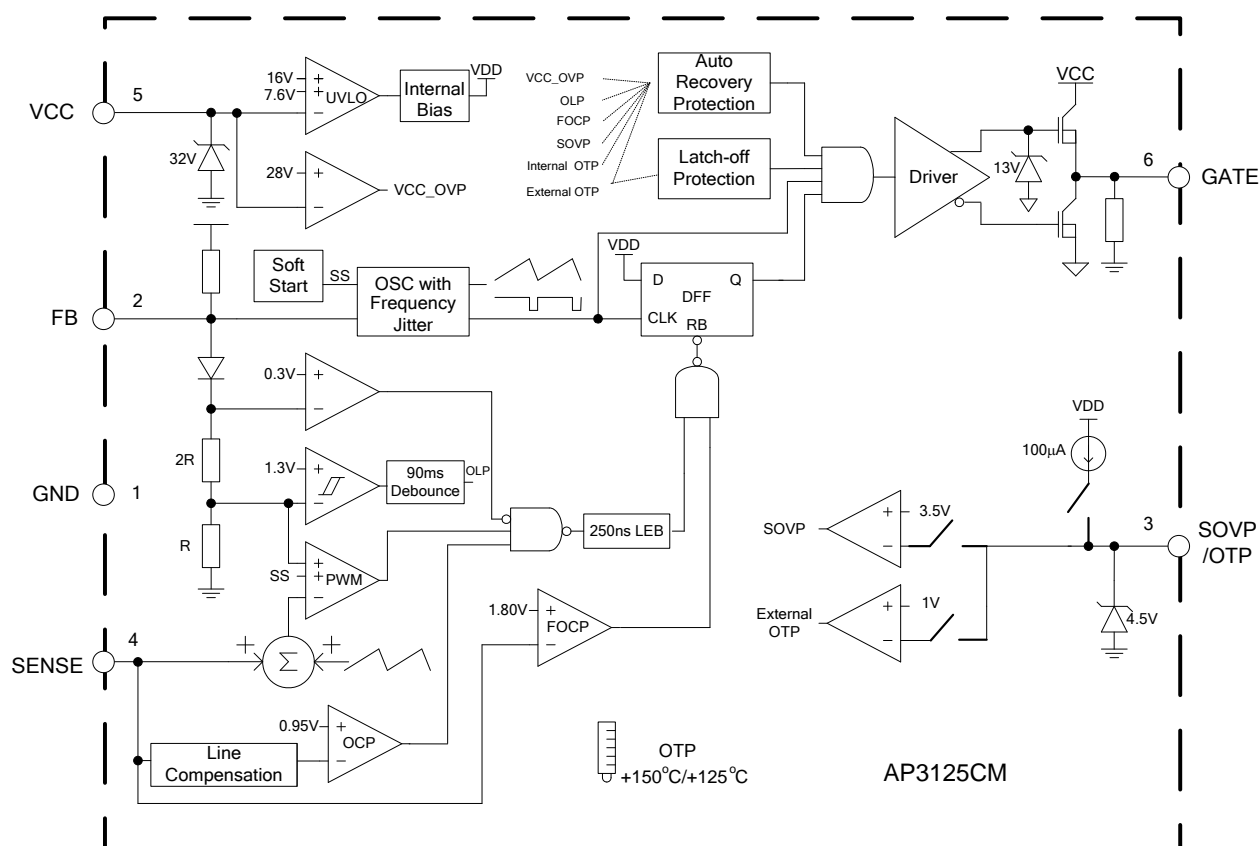 5
VCC
16V
7.6V
+
+
−
UVLO
Internal
Bias
VDD
32V
28V
+
−
VCC_OVP
VCC_OVP
OLP
FOCP
SOVP
Internal OTP
External OTP
Auto
Recovery
Protection
Latch-off
Protection
Driver
VCC
13V
6
GATE
2
FB
Soft
Start
SS
OSC with
Frequency
Jitter
VDD
D
Q
DFF
CLK
RB
0.3V
+
−
2R
1.3V
+
−
90ms
Debounce
OLP
1
GND
R
SS
+
+
−
PWM
250ns LEB
VDD
100μA
SOVP
+
−
3.5V
External
OTP
+
−
1V
3
SOVP
/OTP
4.5V
4
SENSE
+
Σ
+
1.80V
+
−
FOCP
0.95V
+
−
OCP
Line
Compensation
OTP
+150°C/+125°C
AP3125CM